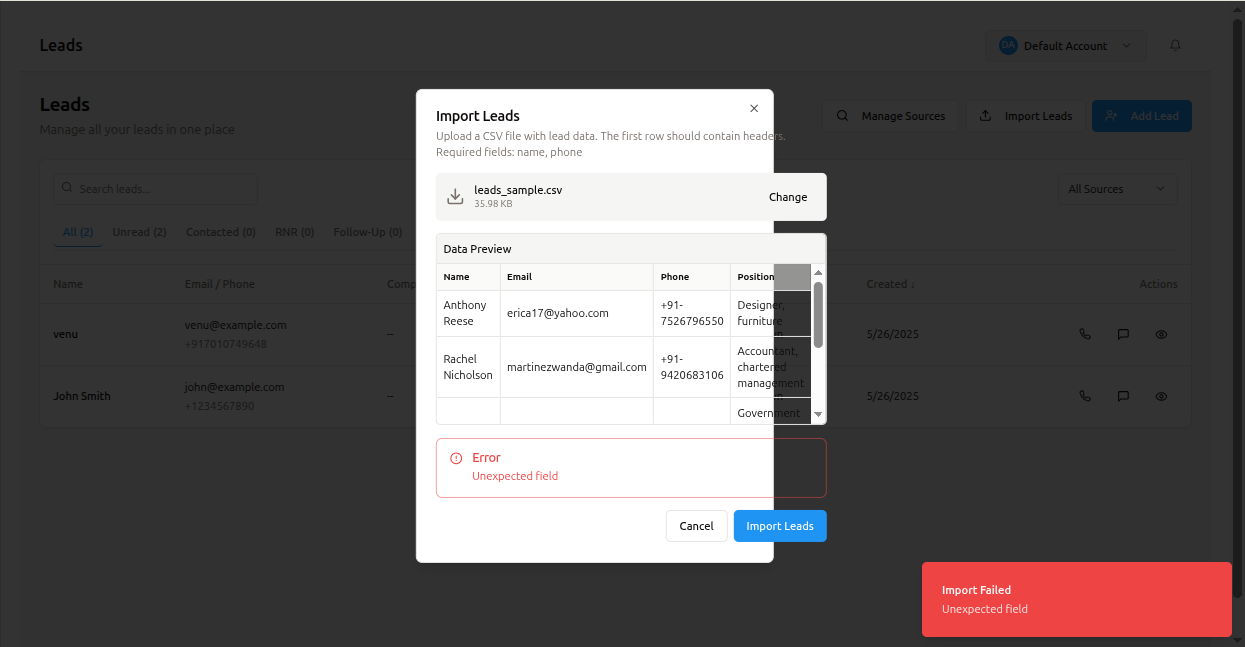 Leads
DA Default Account
Leads
Manage all your leads in one place
Manage Sources
Import Leads
Add Lead
Search leads...
All Sources
All (2)
Unread (2)
Contacted (0)
RNR (0)
Follow-Up (0)
Name
Email / Phone
Comp
Created ↓
Actions
venu
venu@example.com
+917010749648
--
5/26/2025
John Smith
john@example.com
+1234567890
--
5/26/2025
Import Leads
Upload a CSV file with lead data. The first row should contain headers.
Required fields: name, phone
leads_sample.csv
35.98 KB
Change
Data Preview
Name Email Phone Position
Anthony
Reese
erica17@yahoo.com
+91-
7526796550
Designer,
furniture
Rachel
Nicholson
martinezwanda@gmail.com
+91-
9420683106
Accountant,
chartered
management
Government
Error
Unexpected field
Cancel
Import Leads
Import Failed
Unexpected field